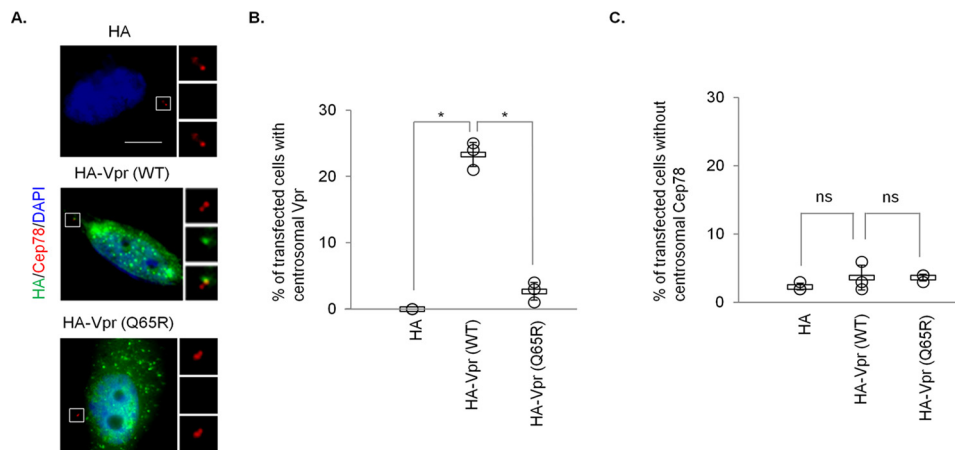 A.
HA
HA-Vpr (WT)
HA-Vpr (Q65R)
HA/Cep78/DAPI
B.
% of transfected cells with
centrosomal Vpr
30
20
10
0
*
*
HA
HA-Vpr (WT)
HA-Vpr (Q65R)
C.
% of transfected cells without
centrosomal Cep78
30
20
10
0
ns
ns
HA
HA-Vpr (WT)
HA-Vpr (Q65R)